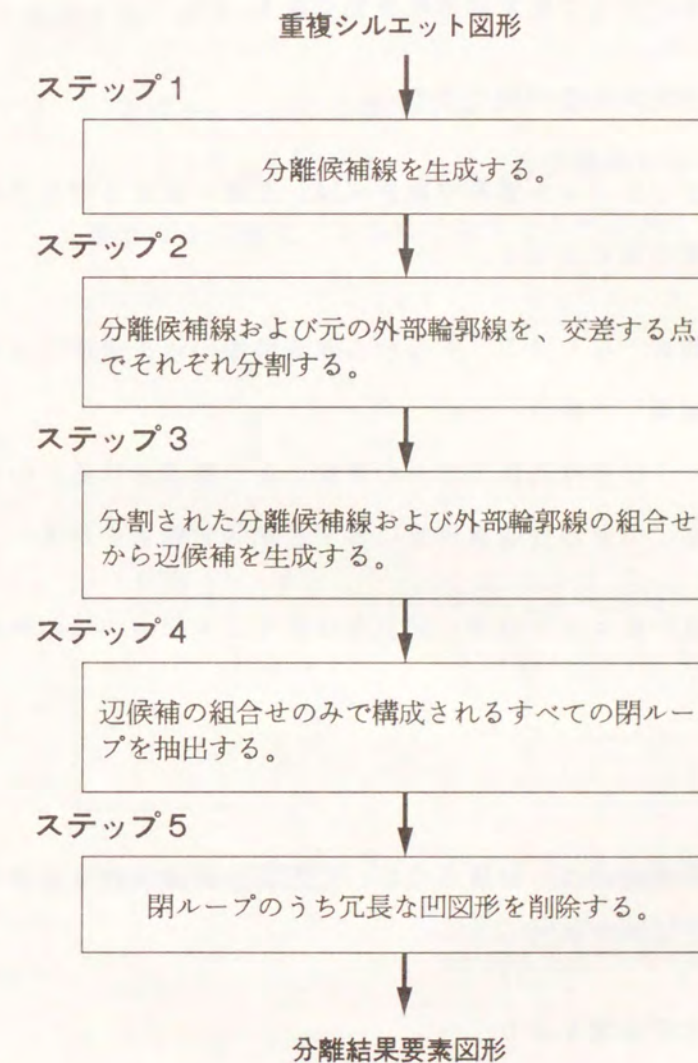 重複シルエット図形
ステップ1
分離候補線を生成する。
ステップ2
分離候補線および元の外部輪郭線を、交差する点
でそれぞれ分割する。
ステップ3
分割された分離候補線および外部輪郭線の組合せ
から辺候補を生成する。
ステップ4
辺候補の組合せのみで構成されるすべての閉ルー
プを抽出する。
ステップ5
閉ループのうち冗長な凹図形を削除する。
分離結果要素図形